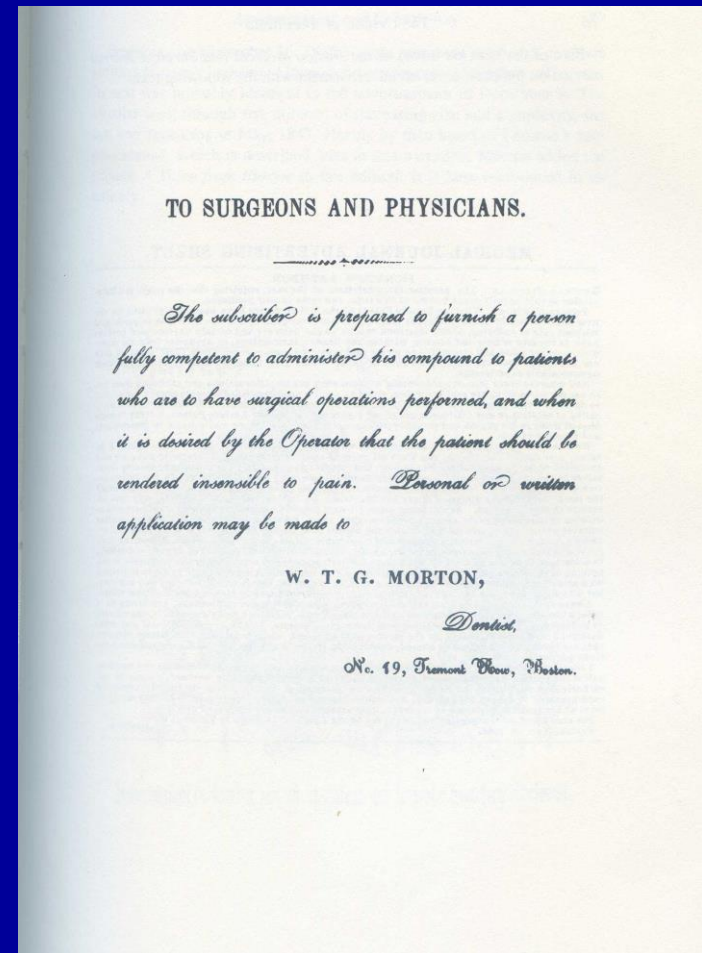 TO SURGEONS AND PHYSICIANS.
The subscriber is prepared to furnish a person
fully competent to administer his compound to patients
who are to have surgical operations performed, and when
it is desired by the Operator that the patient should be
rendered insensible to pain. Personal or written
application may be made to
W. T. G. MORTON,
Dentist,
No. 19, Tremont Row, Boston.